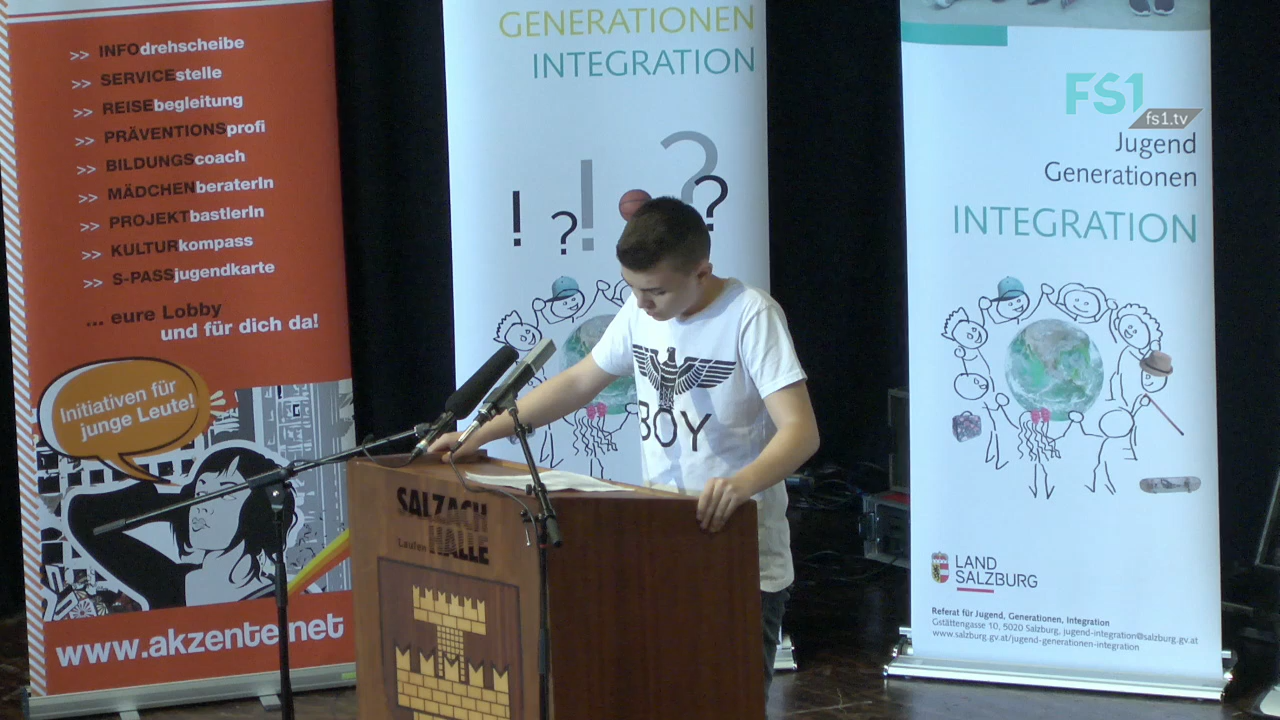 >> INFOdrehscheibe
>> SERVICEstelle
>> REISEbegleitung
>> PRÄVENTIONSprofi
>> BILDUNGScoach
>> MÄDCHENberaterIn
>> PROJEKTbastlerIn
>> KULTURkompass
>> S-PASSjugendkarte
... eure Lobby
und für dich da!
Initiativen für
junge Leute!
www.akzente.net
GENERATIONEN
INTEGRATION
! ? ! ? ?
BOY
SALZACH
Laufen HALLE
FS1
fs1.tv
Jugend
Generationen
INTEGRATION
LAND
SALZBURG
Referat für Jugend, Generationen, Integration
Gstättengasse 10, 5020 Salzburg, jugend-integration@salzburg.gv.at
www.salzburg.gv.at/jugend-generationen-integration